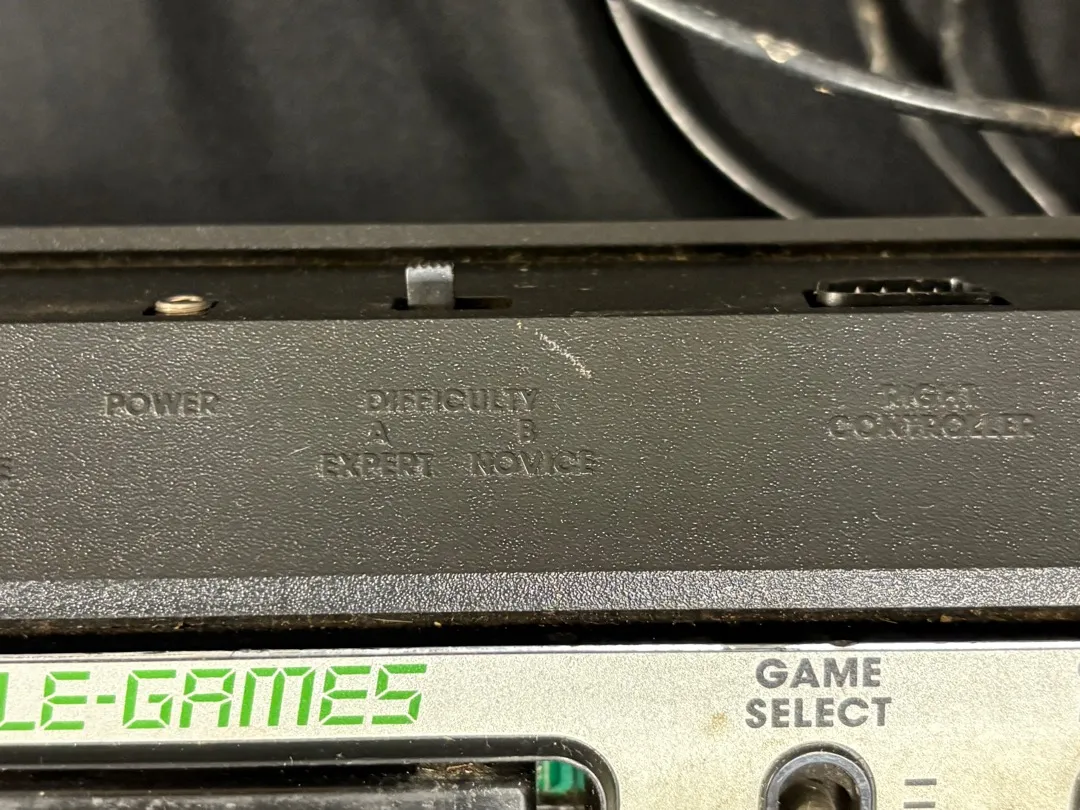 POWER
DIFFICULTY
A B
EXPERT NOVICE
RIGHT
CONTROLLER
E
LE-GAMES
GAME
SELECT